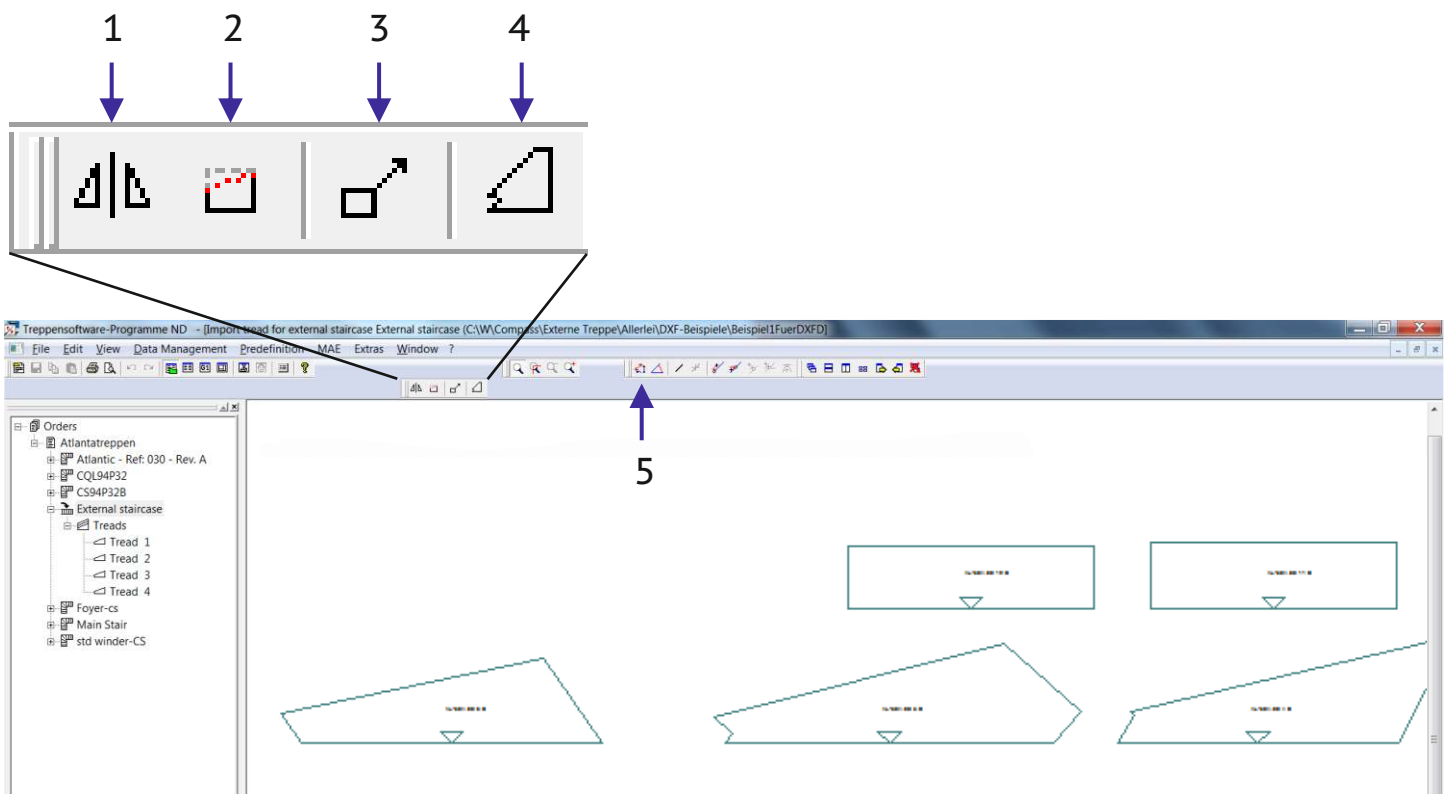 1 2 3 4
Treppensoftware-Programme ND - [Import tread for external staircase External staircase (C:\W\Compass\Externe Treppe\Allerlei\DXF-Beispiele\Beispiel1FuerDXFD]
File Edit View Data Management Predefinition MAE Extras Window ?
5
Orders
Atlantatreppen
Atlantic - Ref: 030 - Rev. A
CQL94P32
CS94P32B
External staircase
Treads
Tread 1
Tread 2
Tread 3
Tread 4
Foyer-cs
Main Stair
std winder-CS